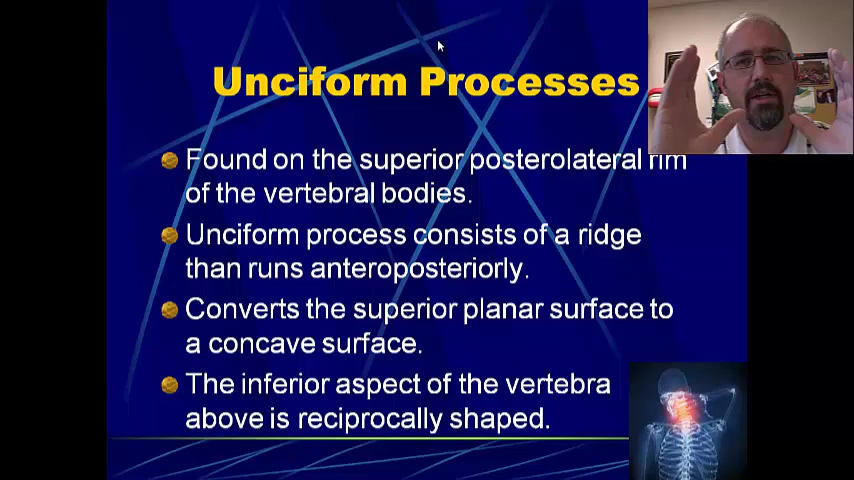 Unciform Processes
Found on the superior posterolateral rim
of the vertebral bodies.
Unciform process consists of a ridge
than runs anteroposteriorly.
Converts the superior planar surface to
a concave surface.
The inferior aspect of the vertebra
above is reciprocally shaped.